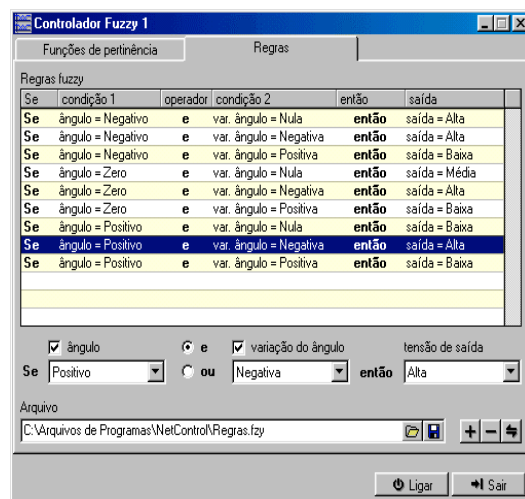 Controlador Fuzzy 1
Funções de pertinência Regras
Regras fuzzy
Se condição 1 operador condição 2 então saída
Se ângulo = Negativo e var. ângulo = Nula então saída = Alta
Se ângulo = Negativo e var. ângulo = Negativa então saída = Alta
Se ângulo = Negativo e var. ângulo = Positiva então saída = Baixa
Se ângulo = Zero e var. ângulo = Nula então saída = Média
Se ângulo = Zero e var. ângulo = Negativa então saída = Alta
Se ângulo = Zero e var. ângulo = Positiva então saída = Baixa
Se ângulo = Positivo e var. ângulo = Nula então saída = Baixa
Se ângulo = Positivo e var. ângulo = Negativa então saída = Alta
Se ângulo = Positivo e var. ângulo = Positiva então saída = Baixa
ângulo e variação do ângulo tensão de saída
Se Positivo ou Negativa então Alta
Arquivo
C:\Arquivos de Programas\NetControl\Regras.fzy
Ligar Sair